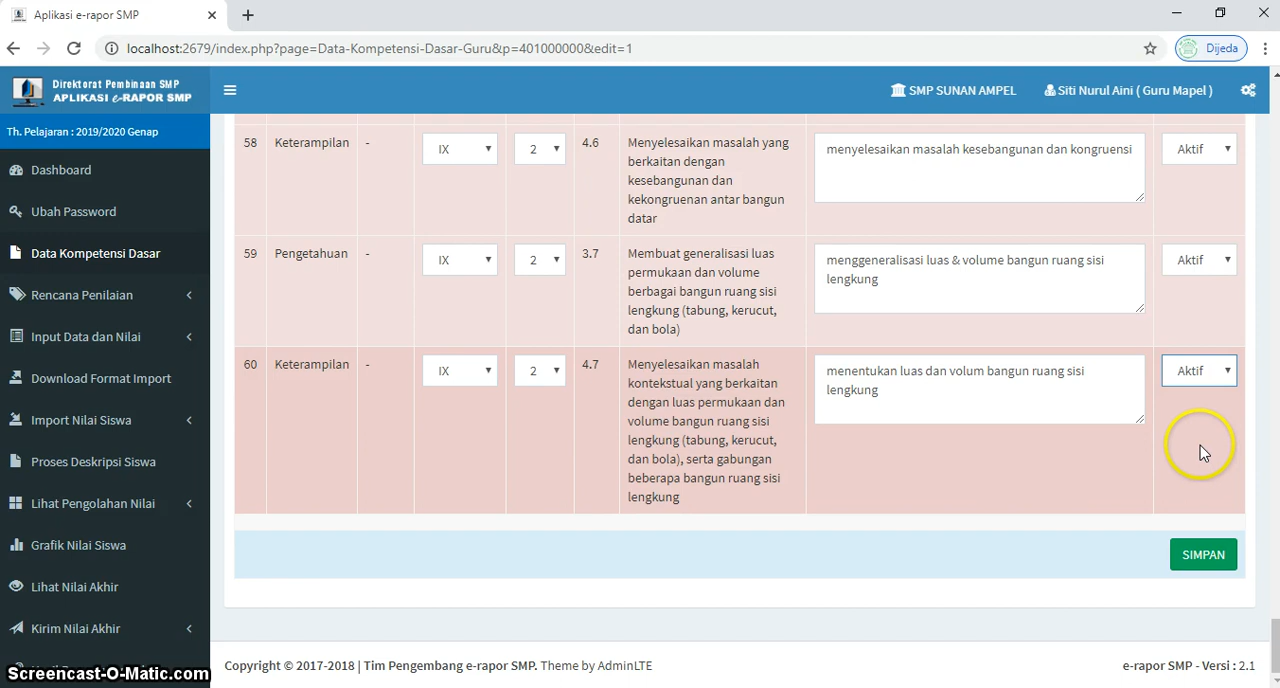 Aplikasi e-rapor SMP
localhost:2679/index.php?page=Data-Kompetensi-Dasar-Guru&p=401000000&edit=1
Dijeda
Direktorat Pembinaan SMP
APLIKASI e-RAPOR SMP
SMP SUNAN AMPEL
Siti Nurul Aini ( Guru Mapel )
Th. Pelajaran : 2019/2020 Genap
Dashboard
Ubah Password
Data Kompetensi Dasar
Rencana Penilaian
Input Data dan Nilai
Download Format Import
Import Nilai Siswa
Proses Deskripsi Siswa
Lihat Pengolahan Nilai
Grafik Nilai Siswa
Lihat Nilai Akhir
Kirim Nilai Akhir
58 Keterampilan - IX 2 4.6
Menyelesaikan masalah yang
berkaitan dengan
kesebangunan dan
kekongruenan antar bangun
datar
menyelesaikan masalah kesebangunan dan kongruensi
Aktif
59 Pengetahuan - IX 2 3.7
Membuat generalisasi luas
permukaan dan volume
berbagai bangun ruang sisi
lengkung (tabung, kerucut,
dan bola)
menggeneralisasi luas & volume bangun ruang sisi
lengkung
Aktif
60 Keterampilan - IX 2 4.7
Menyelesaikan masalah
kontekstual yang berkaitan
dengan luas permukaan dan
volume bangun ruang sisi
lengkung (tabung, kerucut,
dan bola), serta gabungan
beberapa bangun ruang sisi
lengkung
menentukan luas dan volum bangun ruang sisi
lengkung
Aktif
SIMPAN
Copyright © 2017-2018 | Tim Pengembang e-rapor SMP. Theme by AdminLTE
e-rapor SMP - Versi : 2.1
Screencast-O-Matic.com